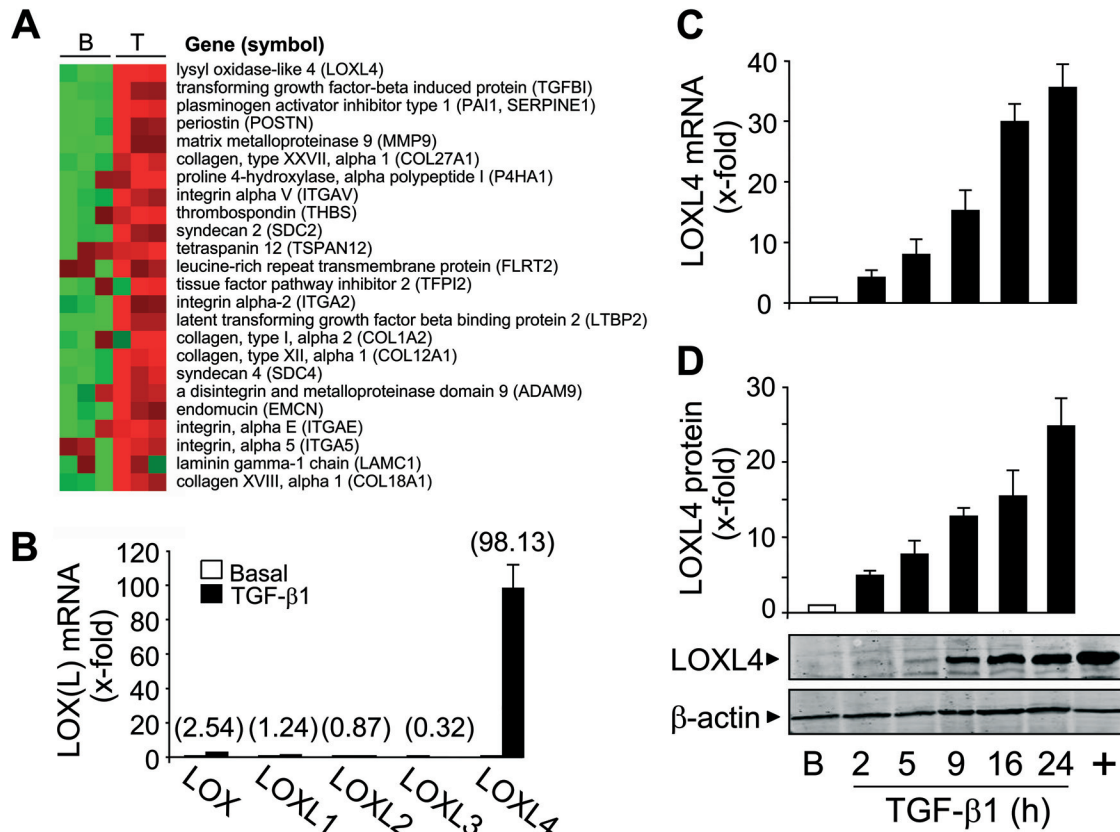 A
B T Gene (symbol)
lysyl oxidase-like 4 (LOXL4)
transforming growth factor-beta induced protein (TGFBI)
plasminogen activator inhibitor type 1 (PAI1, SERPINE1)
periostin (POSTN)
matrix metalloproteinase 9 (MMP9)
collagen, type XXVII, alpha 1 (COL27A1)
proline 4-hydroxylase, alpha polypeptide I (P4HA1)
integrin alpha V (ITGAV)
thrombospondin (THBS)
syndecan 2 (SDC2)
tetraspanin 12 (TSPAN12)
leucine-rich repeat transmembrane protein (FLRT2)
tissue factor pathway inhibitor 2 (TFPI2)
integrin alpha-2 (ITGA2)
latent transforming growth factor beta binding protein 2 (LTBP2)
collagen, type I, alpha 2 (COL1A2)
collagen, type XII, alpha 1 (COL12A1)
syndecan 4 (SDC4)
a disintegrin and metalloproteinase domain 9 (ADAM9)
endomucin (EMCN)
integrin, alpha E (ITGAE)
integrin, alpha 5 (ITGA5)
laminin gamma-1 chain (LAMC1)
collagen XVIII, alpha 1 (COL18A1)
B
LOX(L) mRNA
(x-fold)
120
100
80
60
40
20
0
Basal
TGF-β1
(2.54) (1.24) (0.87) (0.32) (98.13)
LOX LOXL1 LOXL2 LOXL3 LOXL4
C
LOXL4 mRNA
(x-fold)
40
30
20
10
0
D
LOXL4 protein
(x-fold)
30
20
10
0
LOXL4
β-actin
B 2 5 9 16 24 +
TGF-β1 (h)